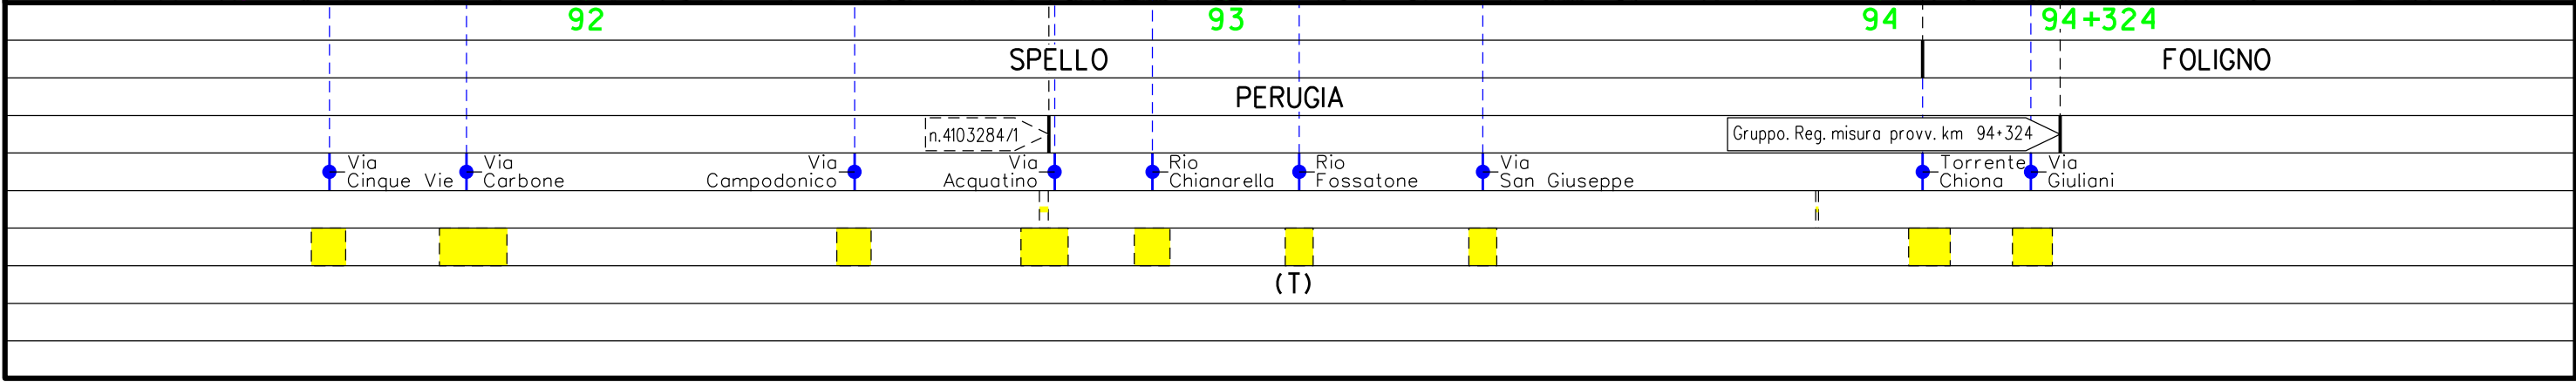 92 93 94 94+324
SPELLO FOLIGNO
PERUGIA
n.4103284/1 Gruppo. Reg. misura provv. km 94+324
Via Via Via Via Rio Rio Via Torrente Via
Cinque Vie Carbone Campodonico Acquatino Chianarella Fossatone San Giuseppe Chiona Giuliani
(T)